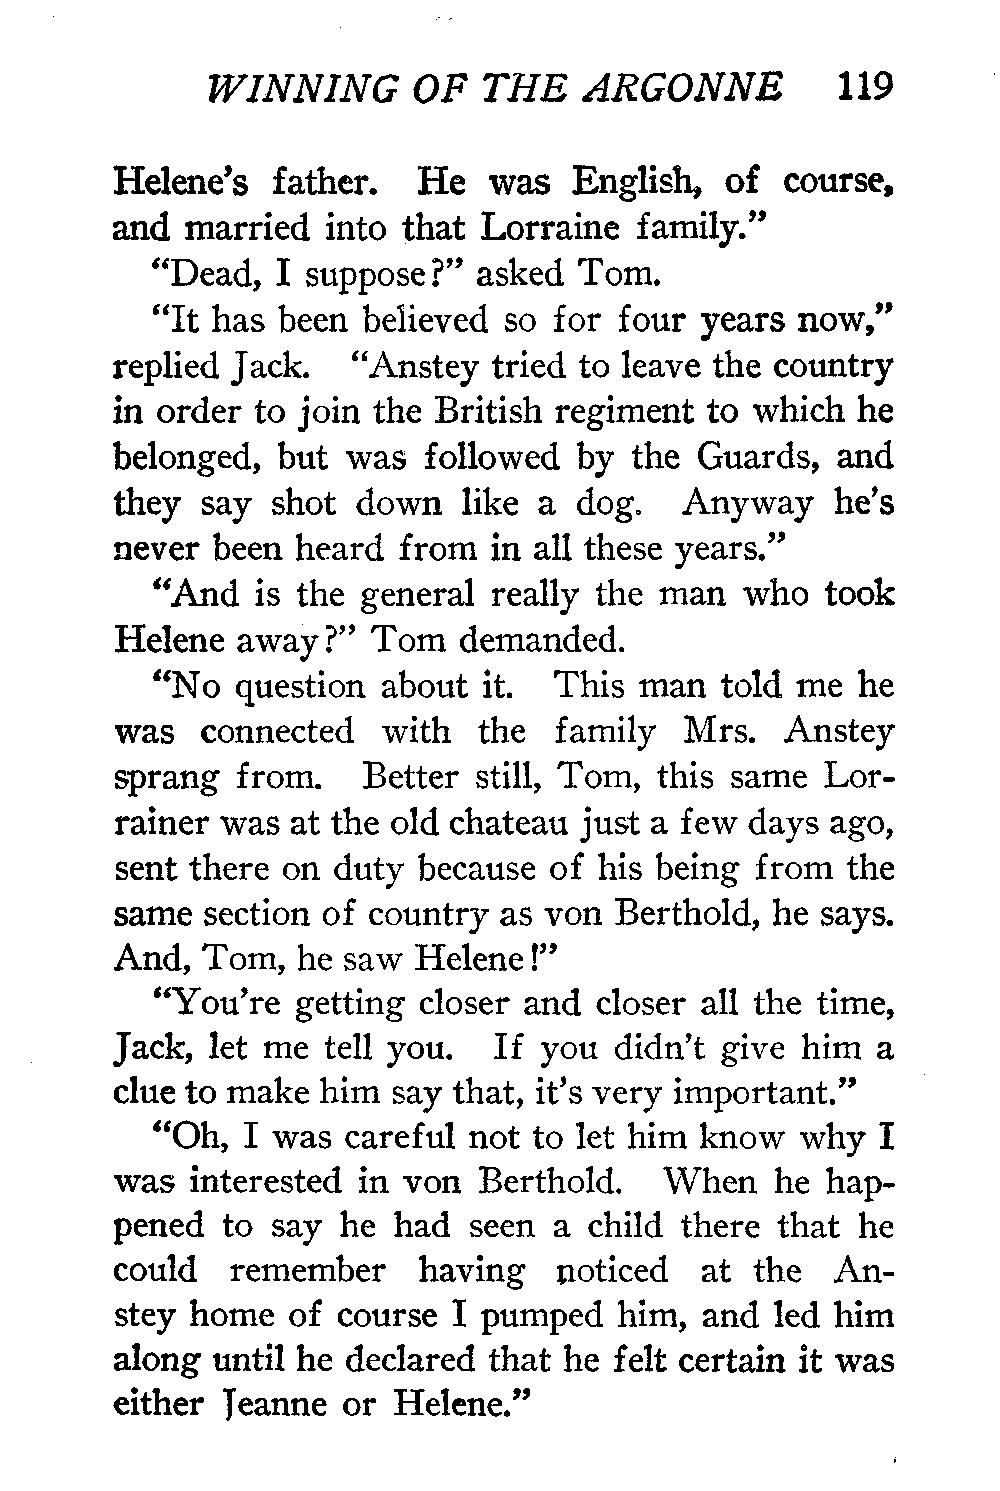 WINNING OF THE ARGONNE 119
Helene's father. He was English, of course,
and married into that Lorraine family."
"Dead, I suppose?" asked Tom.
"It has been believed so for four years now,"
replied Jack. "Anstey tried to leave the country
in order to join the British regiment to which he
belonged, but was followed by the Guards, and
they say shot down like a dog. Anyway he's
never been heard from in all these years."
"And is the general really the man who took
Helene away?" Tom demanded.
"No question about it. This man told me he
was connected with the family Mrs. Anstey
sprang from. Better still, Tom, this same Lor-
rainer was at the old chateau just a few days ago,
sent there on duty because of his being from the
same section of country as von Berthold, he says.
And, Tom, he saw Helene!"
"You're getting closer and closer all the time,
Jack, let me tell you. If you didn't give him a
clue to make him say that, it's very important."
"Oh, I was careful not to let him know why I
was interested in von Berthold. When he hap-
pened to say he had seen a child there that he
could remember having noticed at the An-
stey home of course I pumped him, and led him
along until he declared that he felt certain it was
either Jeanne or Helene."